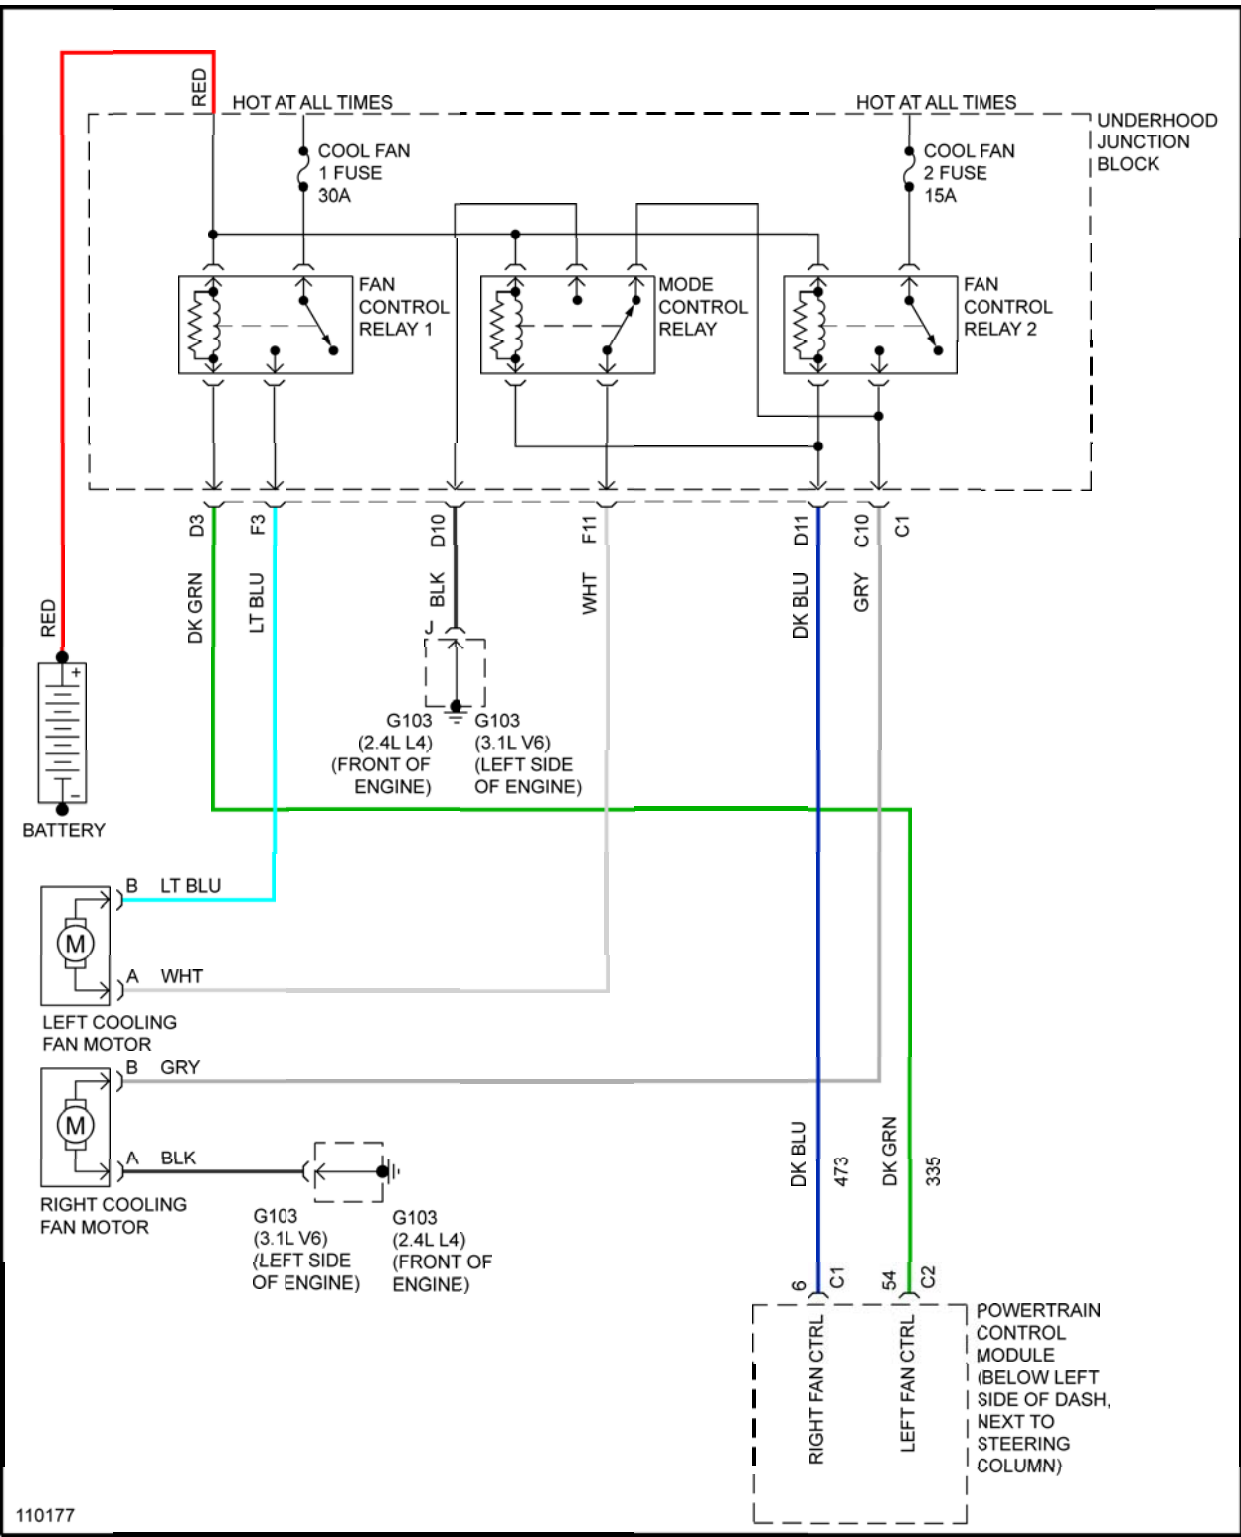 RED
HOT AT ALL TIMES
HOT AT ALL TIMES
UNDERHOOD
JUNCTION
BLOCK
COOL FAN
1 FUSE
30A
COOL FAN
2 FUSE
15A
FAN
CONTROL
RELAY 1
MODE
CONTROL
RELAY
FAN
CONTROL
RELAY 2
D3
F3
D10
F11
D11
C10
C1
DK GRN
LT BLU
BLK
WHT
DK BLU
GRY
RED
J
+
−
BATTERY
G103
(2.4L L4)
(FRONT OF
ENGINE)
G103
(3.1L V6)
(LEFT SIDE
OF ENGINE)
B LT BLU
M
A WHT
LEFT COOLING
FAN MOTOR
B GRY
M
A BLK
RIGHT COOLING
FAN MOTOR
G103
(3.1L V6)
(LEFT SIDE
OF ENGINE)
G103
(2.4L L4)
(FRONT OF
ENGINE)
DK BLU
473
DK GRN
335
6
C1
54
C2
RIGHT FAN CTRL
LEFT FAN CTRL
POWERTRAIN
CONTROL
MODULE
(BELOW LEFT
SIDE OF DASH,
NEXT TO
STEERING
COLUMN)
110177